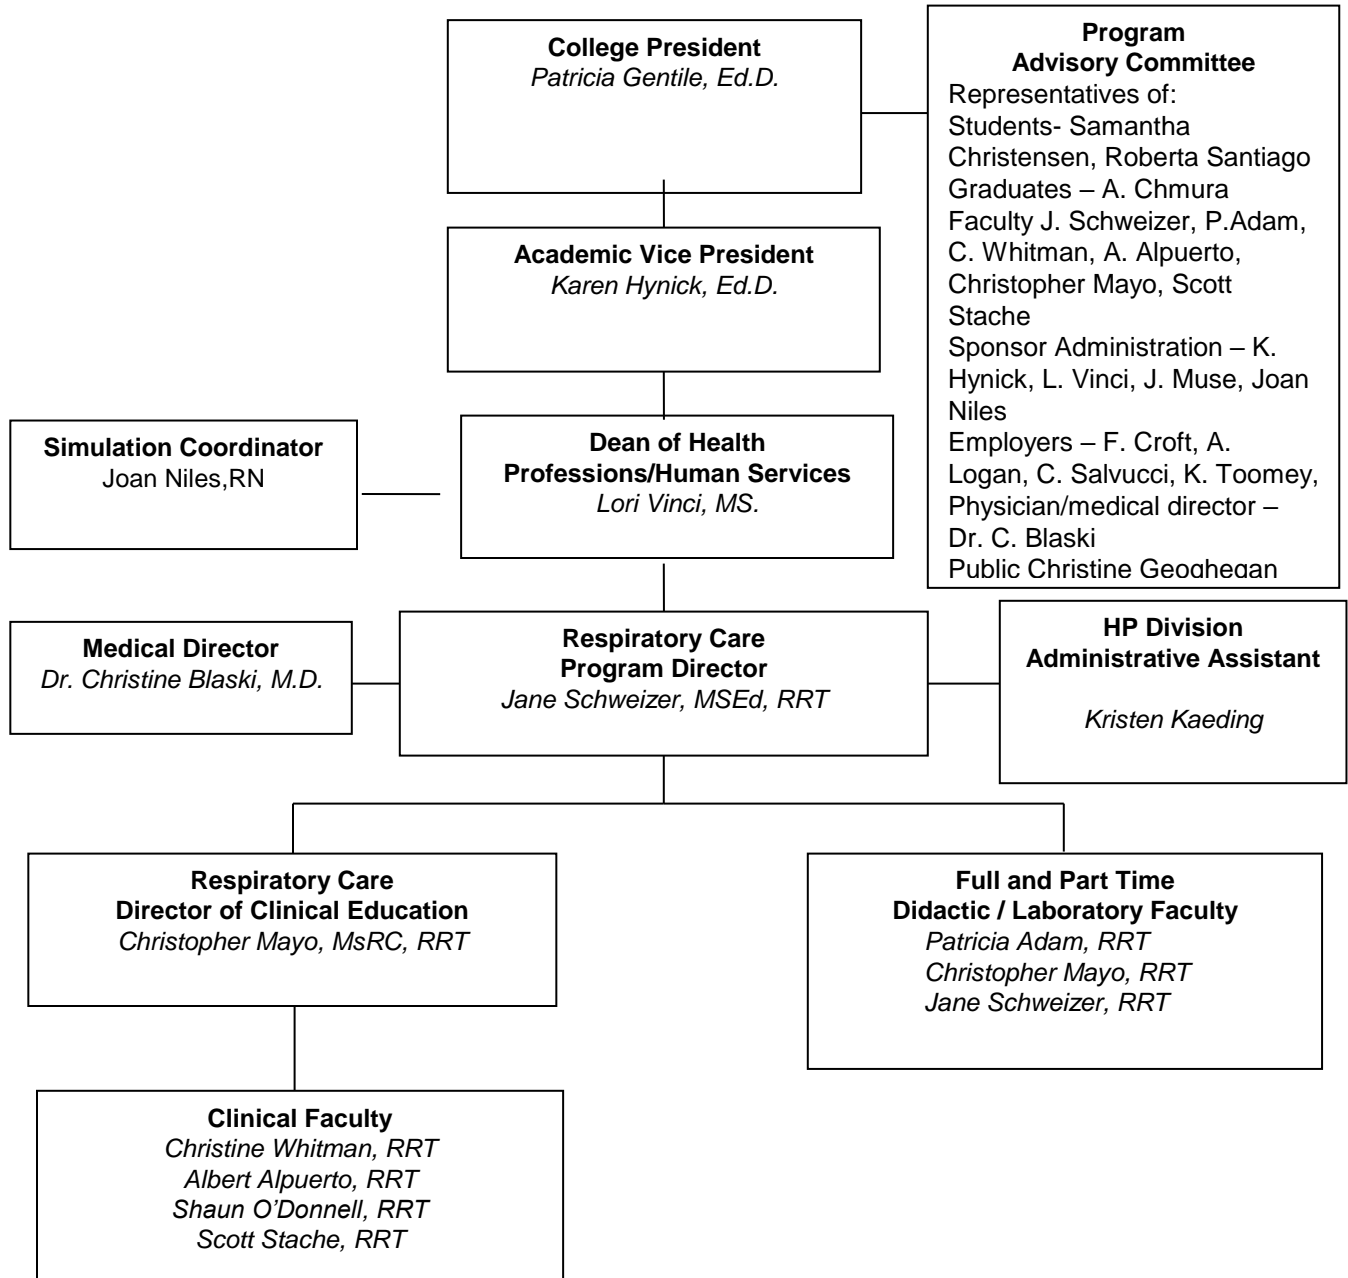 College President
Patricia Gentile, Ed.D.
Program
Advisory Committee
Representatives of:
Students- Samantha
Christensen, Roberta Santiago
Graduates – A. Chmura
Faculty J. Schweizer, P.Adam,
C. Whitman, A. Alpuerto,
Christopher Mayo, Scott
Stache
Sponsor Administration – K.
Hynick, L. Vinci, J. Muse, Joan
Niles
Employers – F. Croft, A.
Logan, C. Salvucci, K. Toomey,
Physician/medical director –
Dr. C. Blaski
Public Christine Geoghegan
Academic Vice President
Karen Hynick, Ed.D.
Simulation Coordinator
Joan Niles,RN
Dean of Health
Professions/Human Services
Lori Vinci, MS.
Medical Director
Dr. Christine Blaski, M.D.
Respiratory Care
Program Director
Jane Schweizer, MSEd, RRT
HP Division
Administrative Assistant
Kristen Kaeding
Respiratory Care
Director of Clinical Education
Christopher Mayo, MsRC, RRT
Full and Part Time
Didactic / Laboratory Faculty
Patricia Adam, RRT
Christopher Mayo, RRT
Jane Schweizer, RRT
Clinical Faculty
Christine Whitman, RRT
Albert Alpuerto, RRT
Shaun O’Donnell, RRT
Scott Stache, RRT